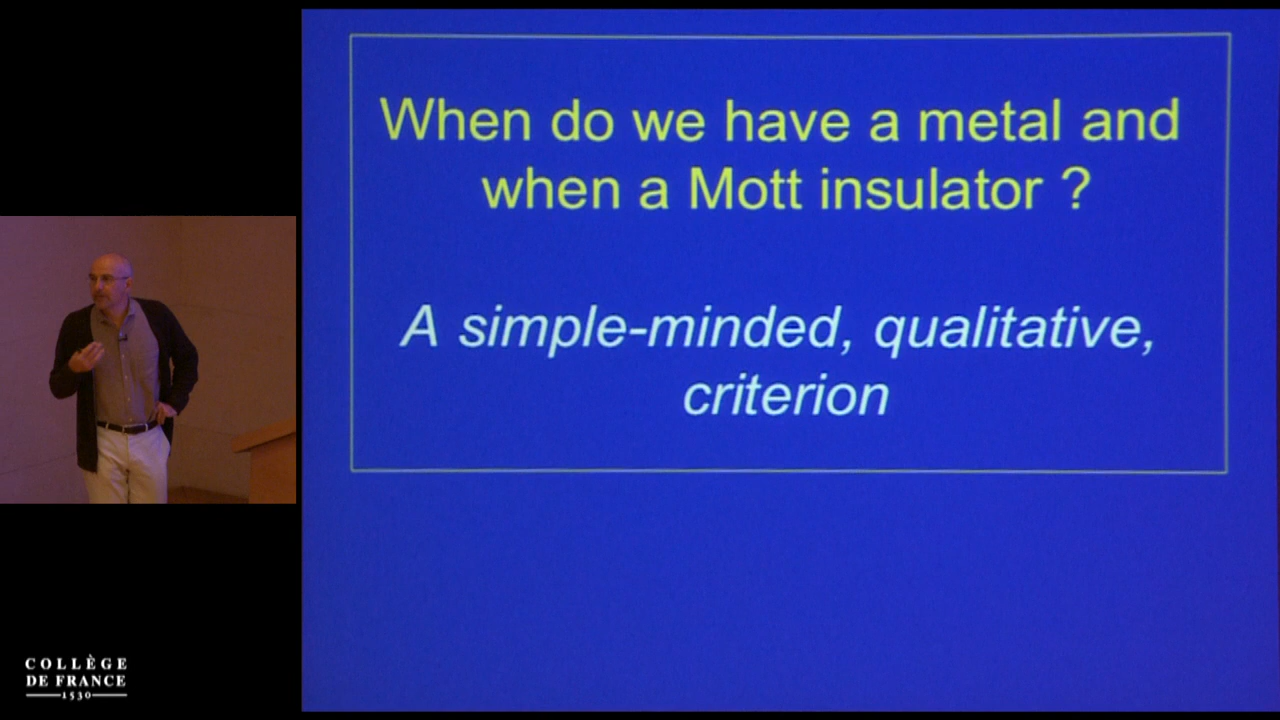 When do we have a metal and
when a Mott insulator ?
A simple-minded, qualitative,
criterion
COLLÈGE
DE FRANCE
1530